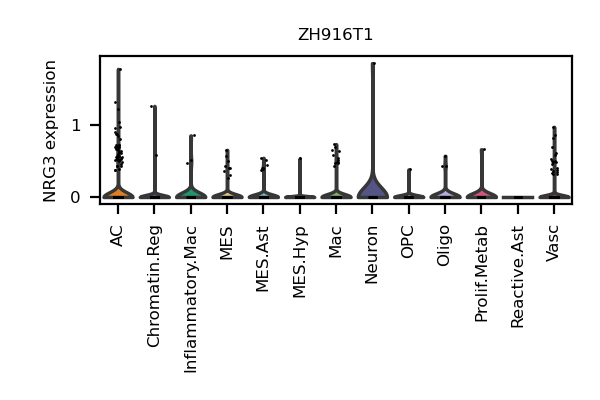 ZH916T1
NRG3 expression
1
0
AC
Chromatin.Reg
Inflammatory.Mac
MES
MES.Ast
MES.Hyp
Mac
Neuron
OPC
Oligo
Prolif.Metab
Reactive.Ast
Vasc